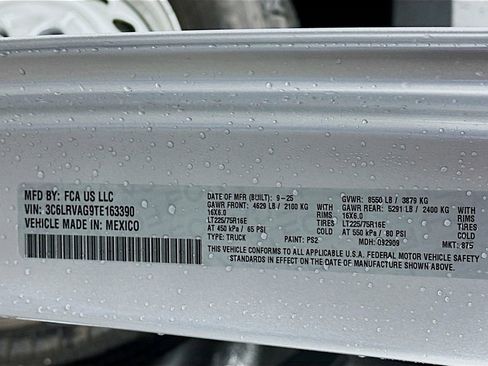 MFD BY: FCA US LLC
VIN: 3C6LRVAG9TE163390
VEHICLE MADE IN: MEXICO
DATE OF MFR (BUILT): 9-25
GAWR FRONT: 4629 LB / 2100 KG WITH
16X6.0 RIMS
LT225/75R16E TIRES
AT 450 kPa / 65 PSI COLD
TYPE: TRUCK PAINT: PS2
GVWR: 8550 LB / 3879 KG
GAWR REAR: 5291 LB / 2400 KG WITH
16X6.0 RIMS
LT225/75R16E TIRES
AT 550 kPa / 80 PSI COLD
MDH: 092909 MKT: 875
THIS VEHICLE CONFORMS TO ALL APPLICABLE U.S.A. FEDERAL MOTOR VEHICLE SAFETY
STANDARDS IN EFFECT ON THE DATE OF MANUFACTURE SHOWN ABOVE.